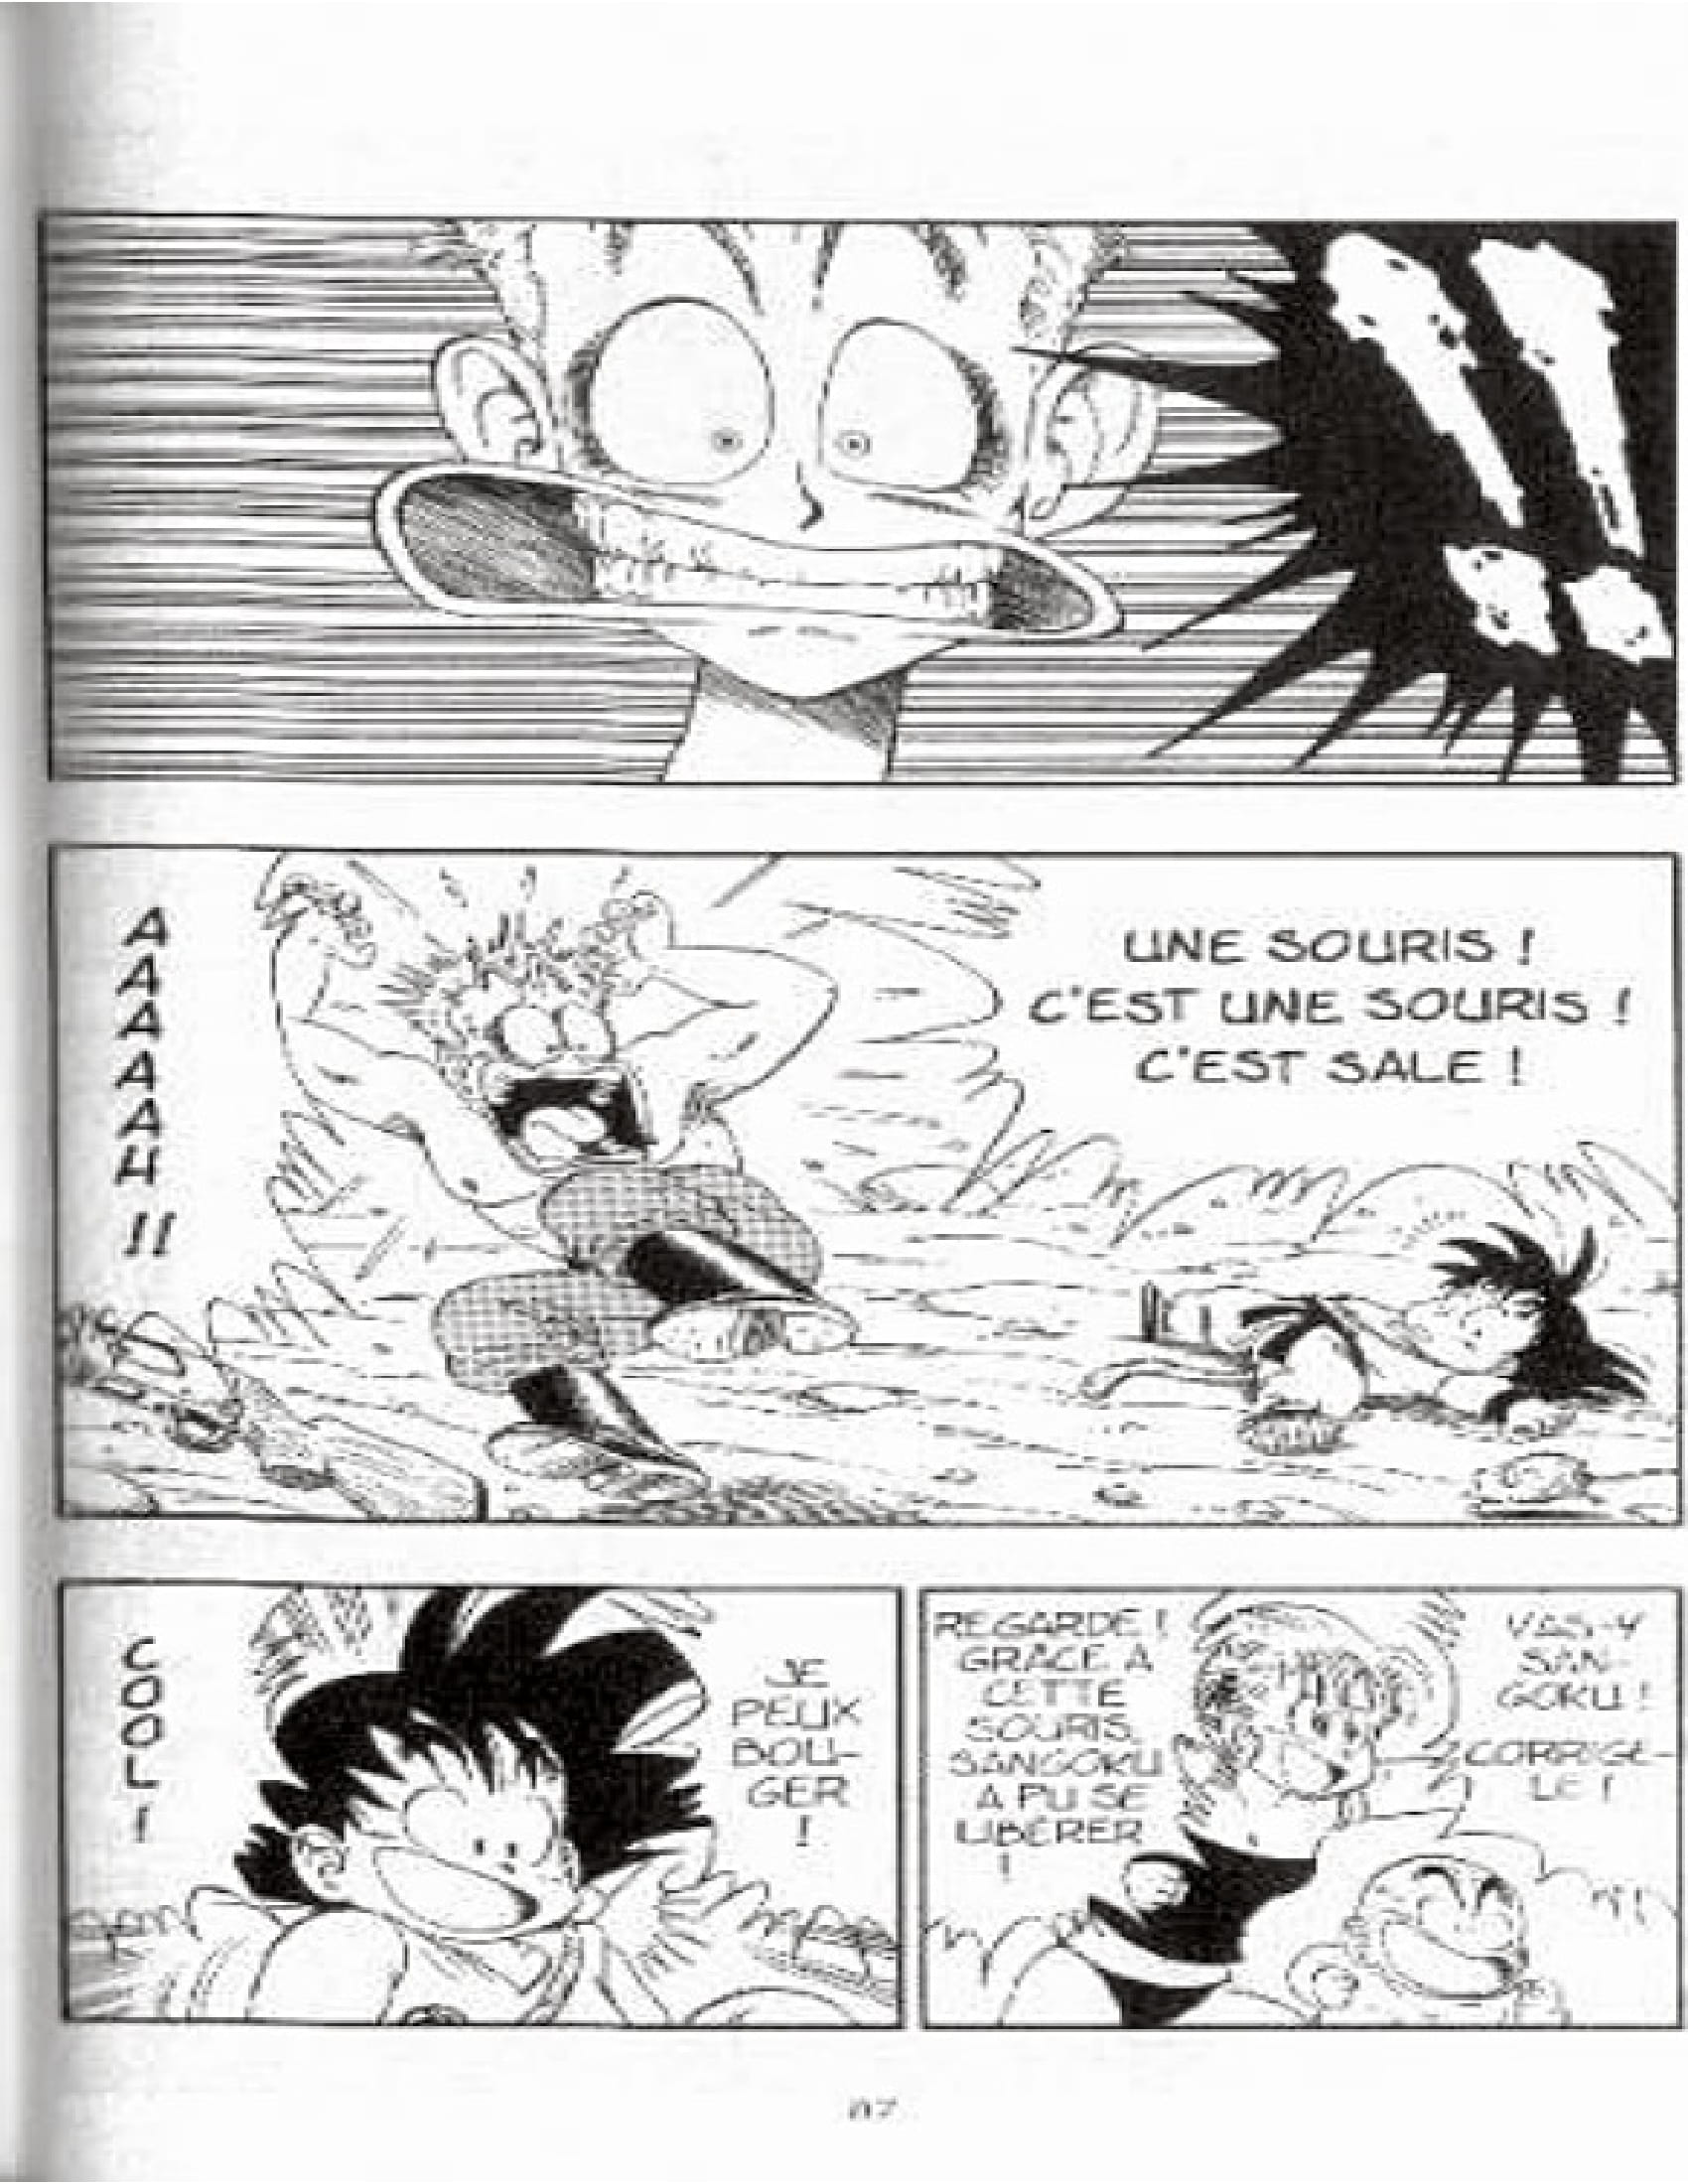 !!
AAAAAH !!
UNE SOURIS !
C'EST UNE SOURIS !
C'EST SALE !
COOL !
JE
PEUX
BOU-
GER
!
REGARDE !
GRÂCE À
CETTE
SOURIS,
SANGOKU
A PU SE
LIBÉRER
!
VAS-Y
SAN-
GOKU !
CORRIGE-
LE !